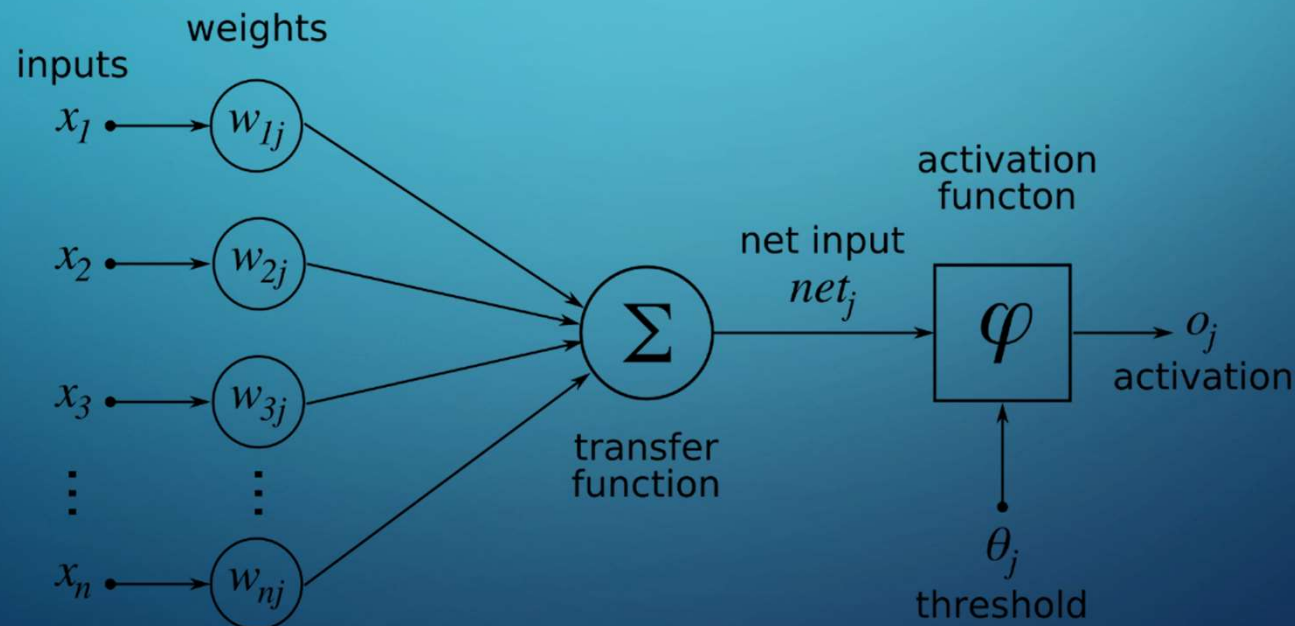 weights
inputs
x1
w1j
x2
w2j
x3
w3j
⋮
⋮
xn
wnj
Σ
transfer
function
net input
netj
activation
functon
φ
oj
activation
θj
threshold